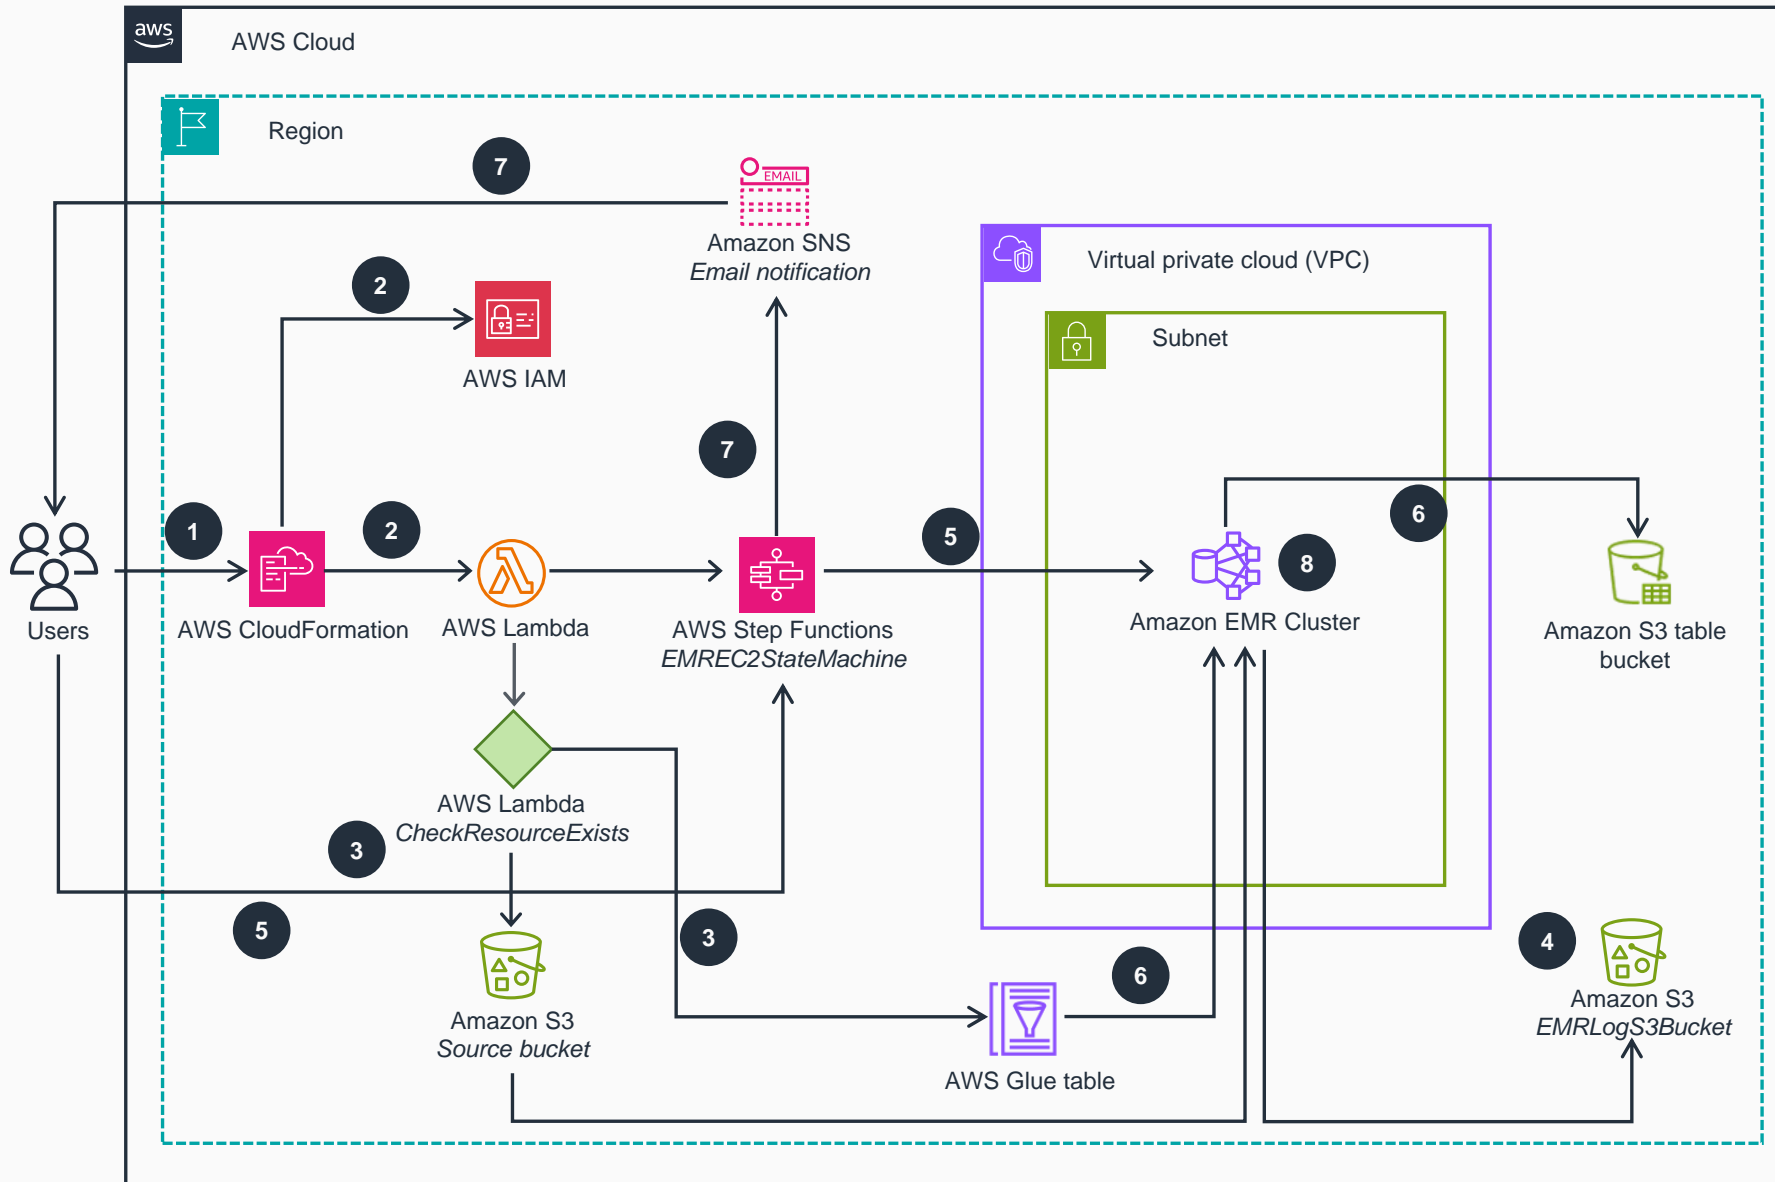 aws
AWS Cloud
Region
7
EMAIL
Amazon SNS
Email notification
Virtual private cloud (VPC)
2
Subnet
AWS IAM
7
1
2
5
6
8
Users
AWS CloudFormation
AWS Lambda
AWS Step Functions
EMREC2StateMachine
Amazon EMR Cluster
Amazon S3 table
bucket
AWS Lambda
CheckResourceExists
3
5
3
4
6
Amazon S3
Source bucket
AWS Glue table
Amazon S3
EMRLogS3Bucket